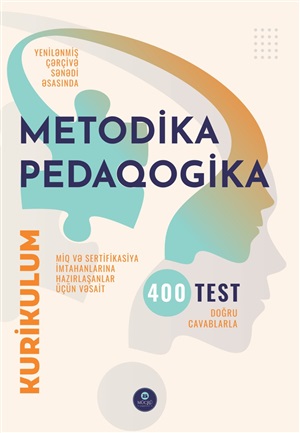 YENİLƏNMİŞ
ÇƏRÇİVƏ
SƏNƏDİ
ƏSASINDA
METODİKA
PEDAQOGİKA
KURİKULUM
MİQ VƏ SERTİFİKASİYA
İMTAHANLARINA
HAZIRLAŞANLAR
ÜÇÜN VƏSAİT
400 TEST
DOĞRU
CAVABLARLA